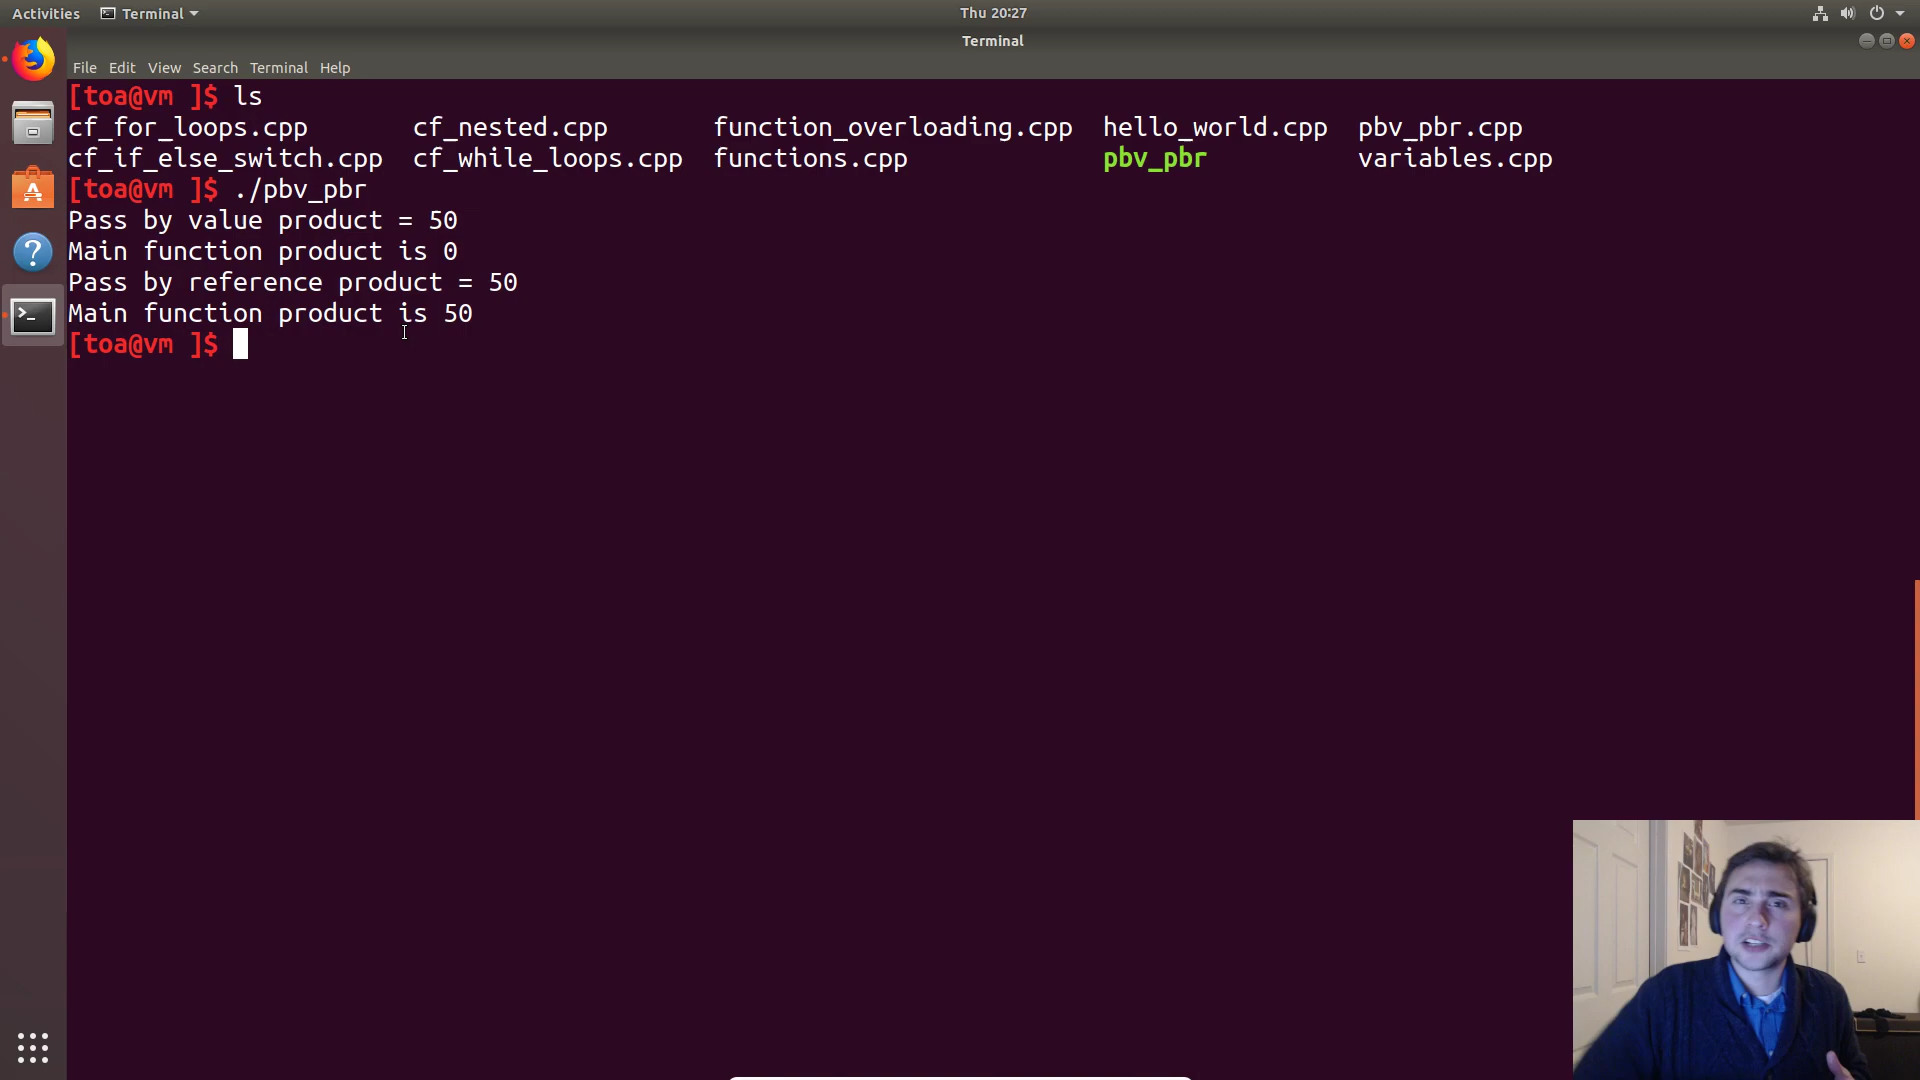 Activities Terminal Thu 20:27
Terminal
File Edit View Search Terminal Help
[toa@vm ]$ ls
cf_for_loops.cpp cf_nested.cpp function_overloading.cpp hello_world.cpp pbv_pbr.cpp
cf_if_else_switch.cpp cf_while_loops.cpp functions.cpp pbv_pbr variables.cpp
[toa@vm ]$ ./pbv_pbr
Pass by value product = 50
Main function product is 0
Pass by reference product = 50
Main function product is 50
[toa@vm ]$